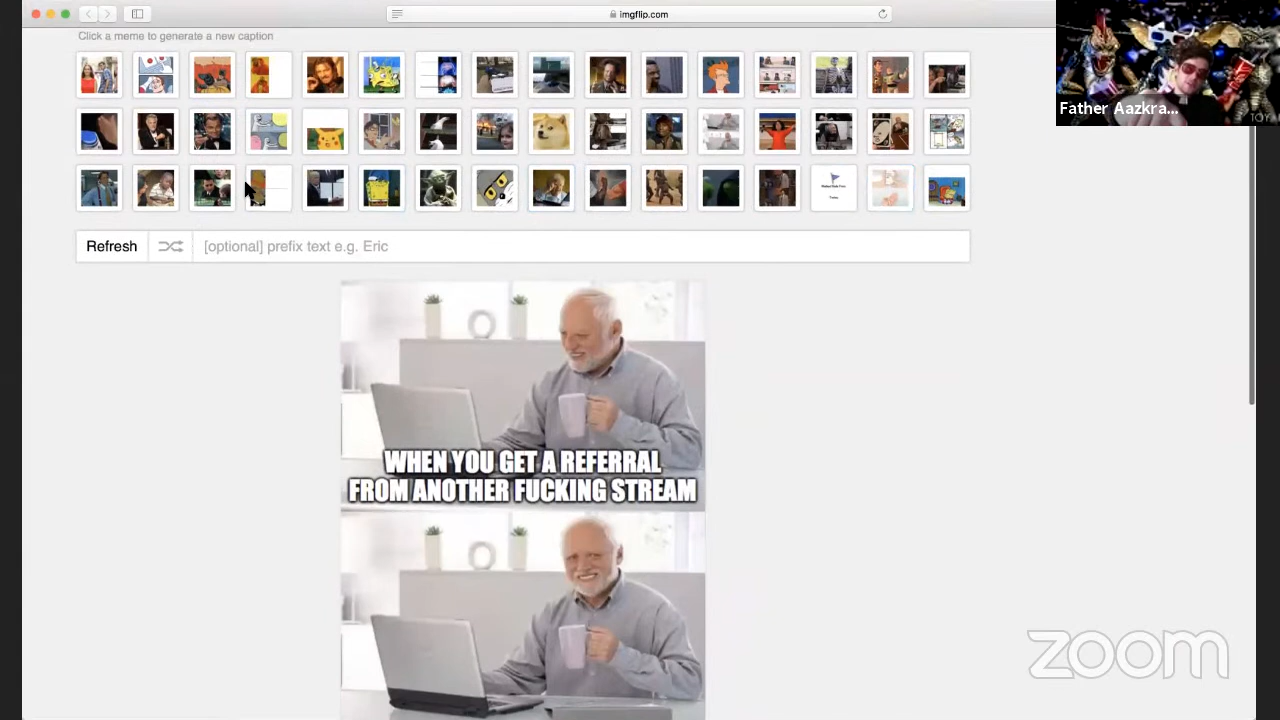 imgflip.com
Click a meme to generate a new caption
Father Aazkra...
Refresh
[optional] prefix text e.g. Eric
WHEN YOU GET A REFERRAL
FROM ANOTHER FUCKING STREAM
zoom